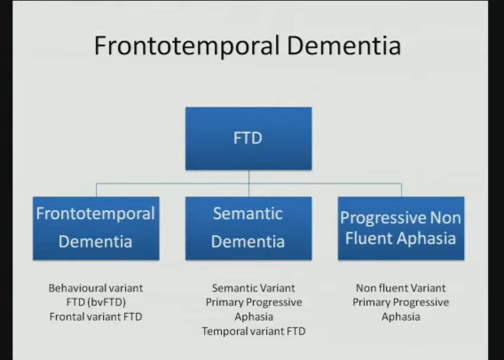 Frontotemporal Dementia
FTD
Frontotemporal
Dementia
Semantic
Dementia
Progressive Non
Fluent Aphasia
Behavioural variant
FTD (bvFTD)
Frontal variant FTD
Semantic Variant
Primary Progressive
Aphasia
Temporal variant FTD
Non fluent Variant
Primary Progressive
Aphasia